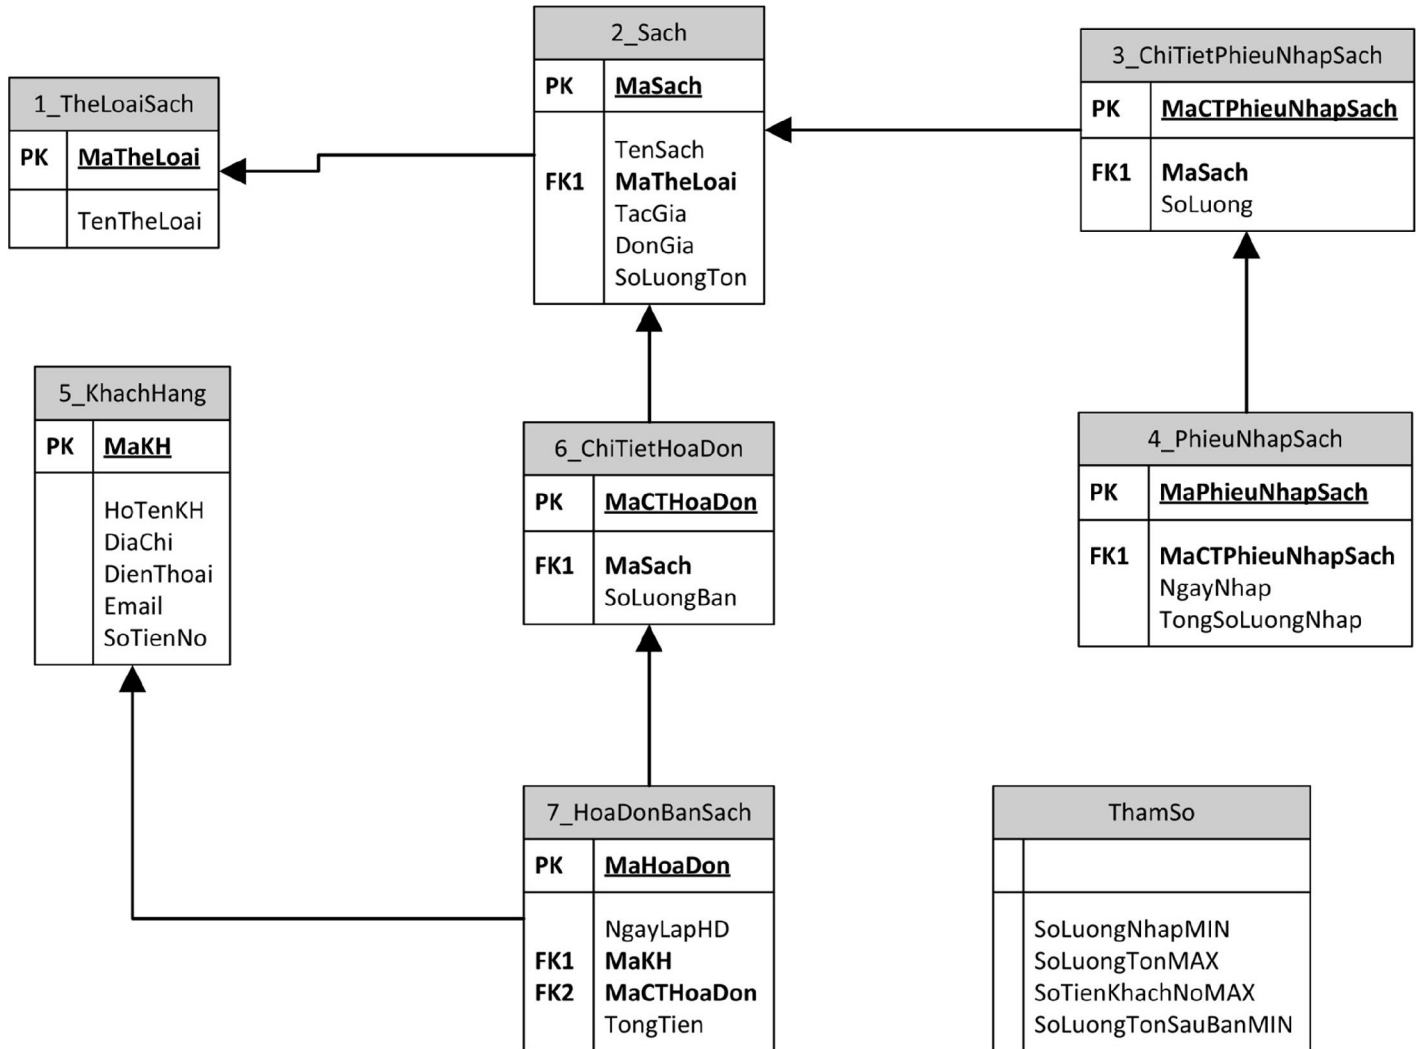 1_TheLoaiSach
PK MaTheLoai
TenTheLoai
2_Sach
PK MaSach
TenSach
FK1 MaTheLoai
TacGia
DonGia
SoLuongTon
3_ChiTietPhieuNhapSach
PK MaCTPhieuNhapSach
FK1 MaSach
SoLuong
5_KhachHang
PK MaKH
HoTenKH
DiaChi
DienThoai
Email
SoTienNo
6_ChiTietHoaDon
PK MaCTHoaDon
FK1 MaSach
SoLuongBan
4_PhieuNhapSach
PK MaPhieuNhapSach
FK1 MaCTPhieuNhapSach
NgayNhap
TongSoLuongNhap
7_HoaDonBanSach
PK MaHoaDon
NgayLapHD
FK1 MaKH
FK2 MaCTHoaDon
TongTien
ThamSo
SoLuongNhapMIN
SoLuongTonMAX
SoTienKhachNoMAX
SoLuongTonSauBanMIN